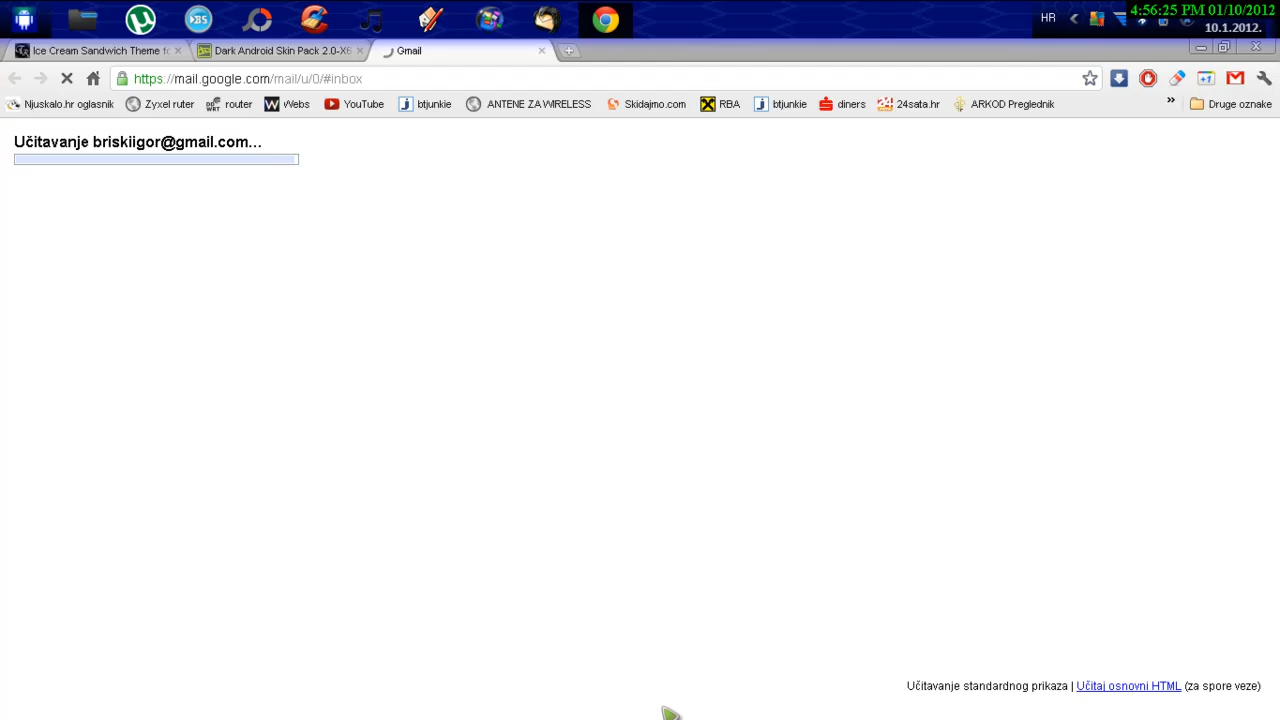 HR
4:56:25 PM 01/10/2012
10.1.2012.
Ice Cream Sandwich Theme fo
Dark Android Skin Pack 2.0-X6
Gmail
https://mail.google.com/mail/u/0/#inbox
Njuskalo.hr oglasnik
Zyxel ruter
router
Webs
YouTube
btjunkie
ANTENE ZA WIRELESS
Skidajmo.com
RBA
btjunkie
diners
24sata.hr
ARKOD Preglednik
»
Druge oznake
Učitavanje briskiigor@gmail.com...
Učitavanje standardnog prikaza | Učitaj osnovni HTML (za spore veze)